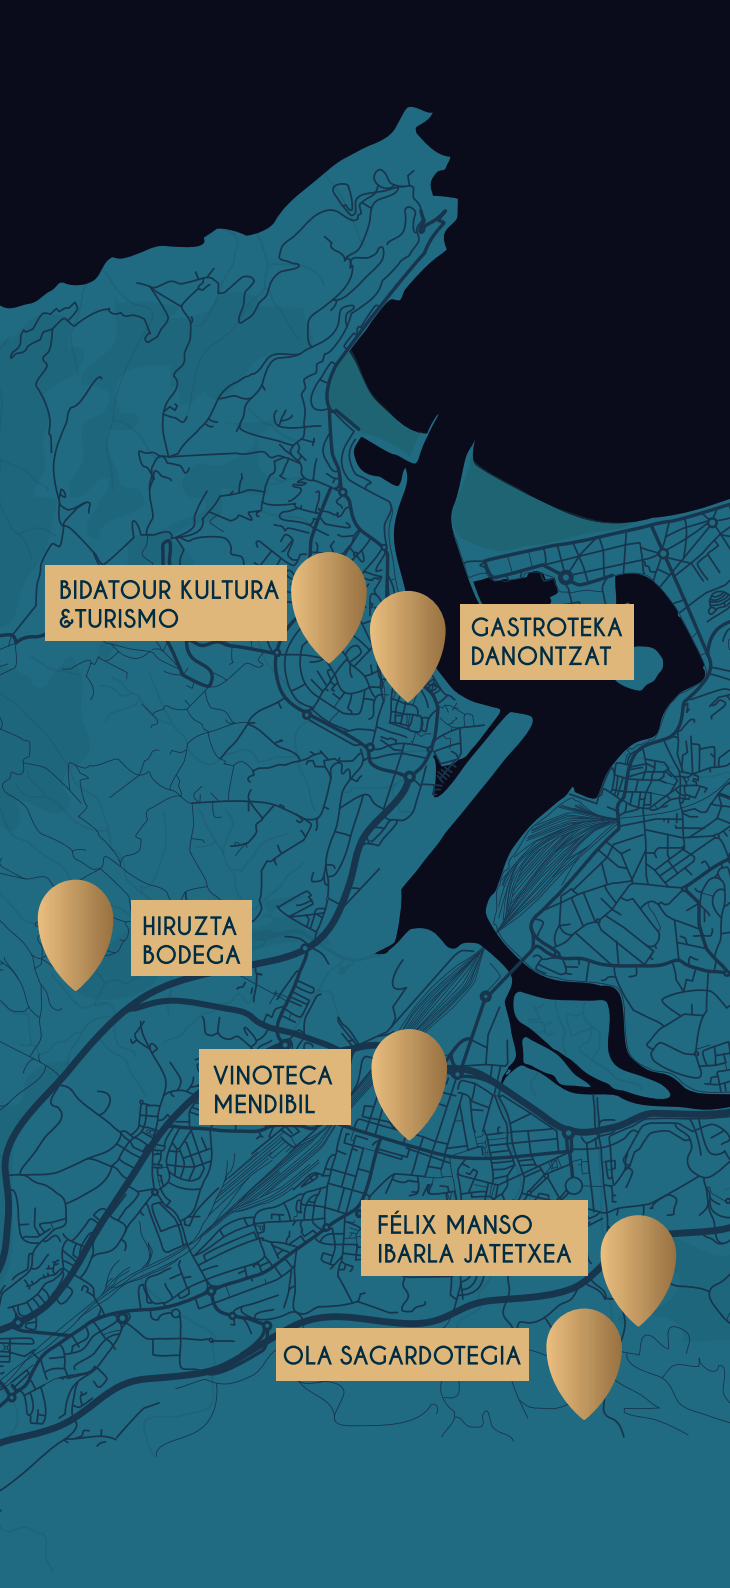 BIDATOUR KULTURA
&TURISMO
GASTROTEKA
DANONTZAT
HIRUZTA
BODEGA
VINOTECA
MENDIBIL
FÉLIX MANSO
IBARLA JATETXEA
OLA SAGARDOTEGIA